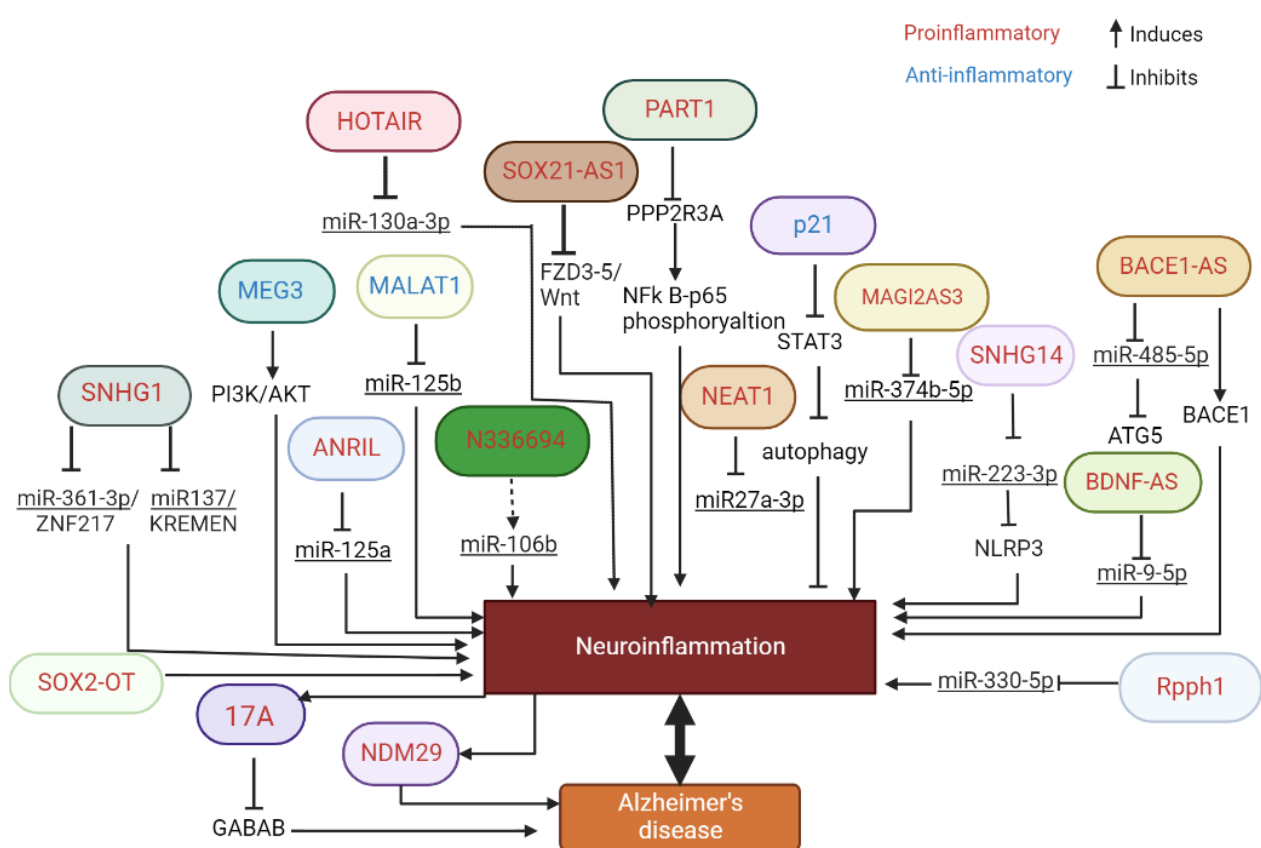 Proinflammatory
Induces
Anti-inflammatory
Inhibits
PART1
HOTAIR
SOX21-AS1
miR-130a-3p
PPP2R3A
p21
BACE1-AS
FZD3-5/
Wnt
MEG3
MALAT1
NFk B-p65
phosphoryaltion
MAGI2AS3
STAT3
SNHG14
miR-485-5p
SNHG1
PI3K/AKT
miR-125b
NEAT1
miR-374b-5p
BACE1
ATG5
ANRIL
N336694
autophagy
miR-223-3p
BDNF-AS
miR-361-3p/
ZNF217
miR137/
KREMEN
miR27a-3p
miR-125a
miR-106b
NLRP3
miR-9-5p
Neuroinflammation
SOX2-OT
miR-330-5p
Rpph1
17A
NDM29
GABAB
Alzheimer's
disease